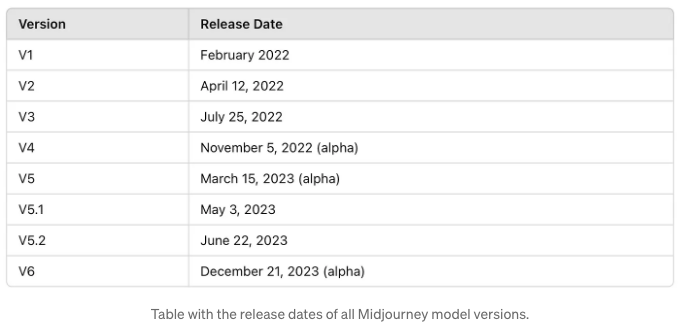 Version Release Date
V1 February 2022
V2 April 12, 2022
V3 July 25, 2022
V4 November 5, 2022 (alpha)
V5 March 15, 2023 (alpha)
V5.1 May 3, 2023
V5.2 June 22, 2023
V6 December 21, 2023 (alpha)
Table with the release dates of all Midjourney model versions.